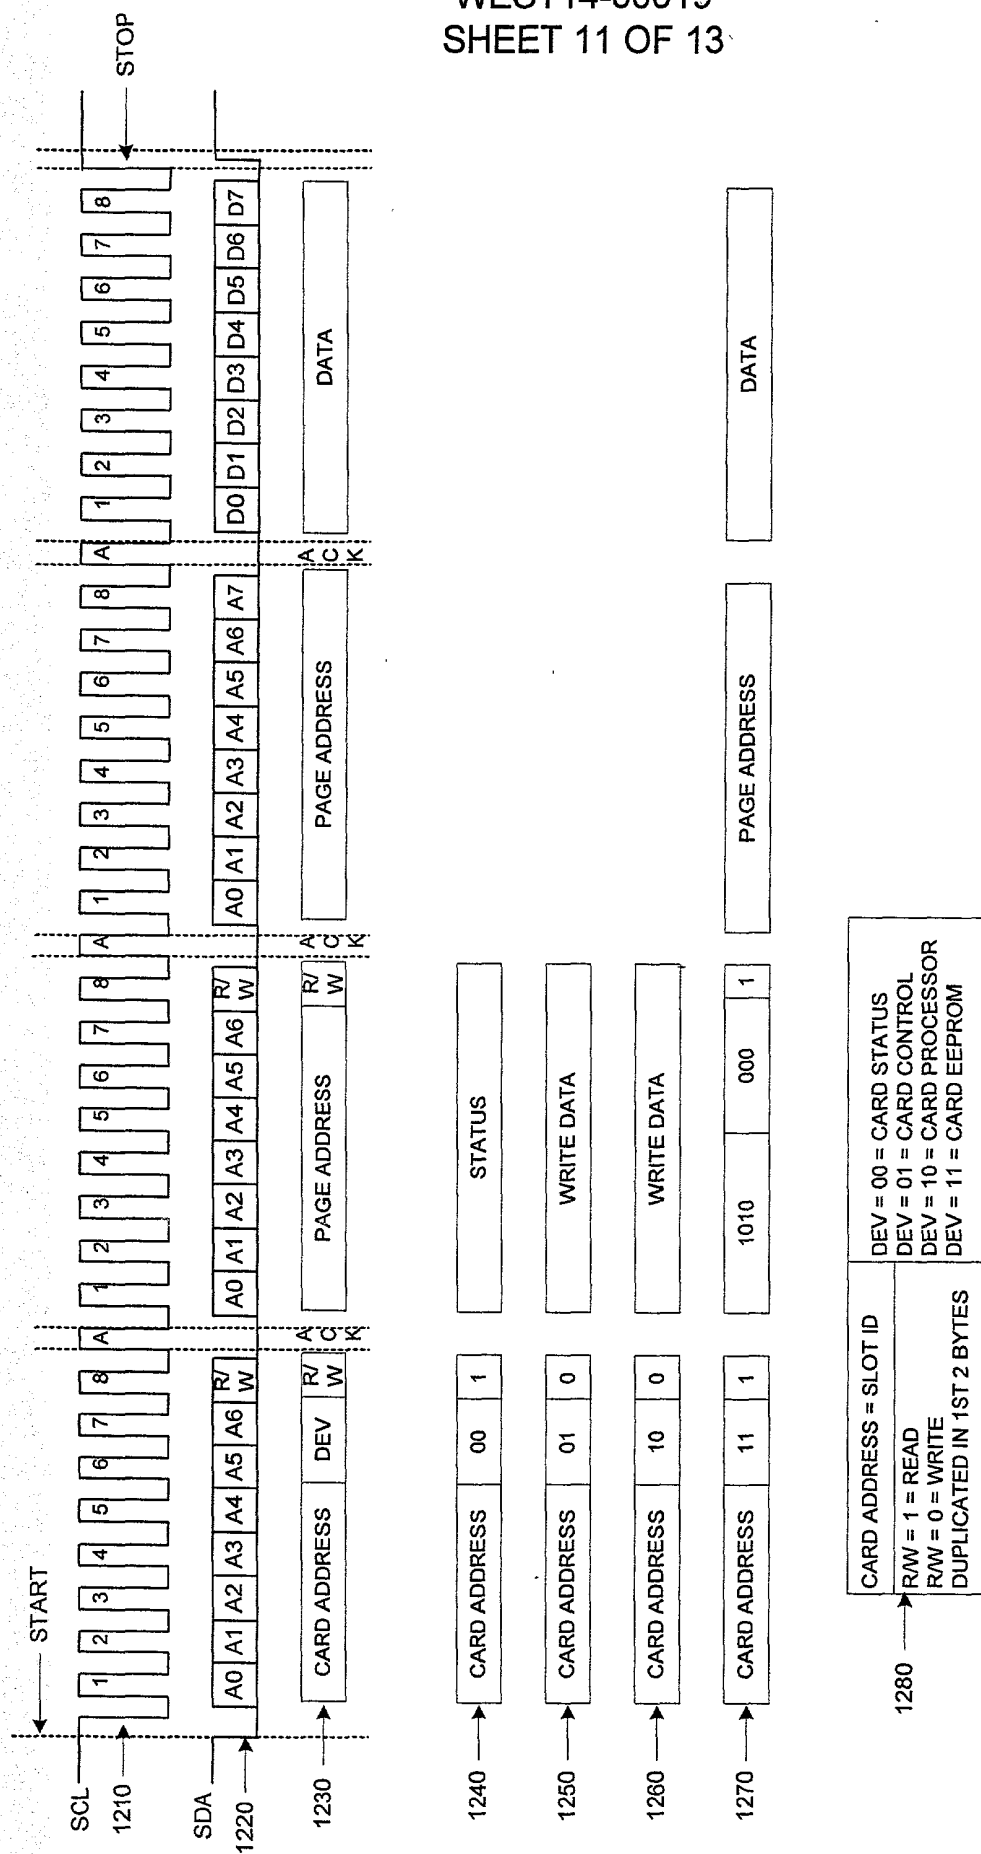 WEST14-00019
SHEET 11 OF 13
START
STOP
SCL
1 2 3 4 5 6 7 8 A 1 2 3 4 5 6 7 8 A 1 2 3 4 5 6 7 8 A 1 2 3 4 5 6 7 8
1210
SDA
A0 A1 A2 A3 A4 A5 A6 R/W A0 A1 A2 A3 A4 A5 A6 R/W A0 A1 A2 A3 A4 A5 A6 A7 D0 D1 D2 D3 D4 D5 D6 D7
1220
1230 CARD ADDRESS DEV R/W ACK PAGE ADDRESS R/W ACK PAGE ADDRESS ACK DATA
1240 CARD ADDRESS 00 1 STATUS
1250 CARD ADDRESS 01 0 WRITE DATA
1260 CARD ADDRESS 10 0 WRITE DATA
1270 CARD ADDRESS 11 1 1010 000 1 PAGE ADDRESS DATA
1280
CARD ADDRESS = SLOT ID
R/W = 1 = READ
R/W = 0 = WRITE
DUPLICATED IN 1ST 2 BYTES
DEV = 00 = CARD STATUS
DEV = 01 = CARD CONTROL
DEV = 10 = CARD PROCESSOR
DEV = 11 = CARD EEPROM